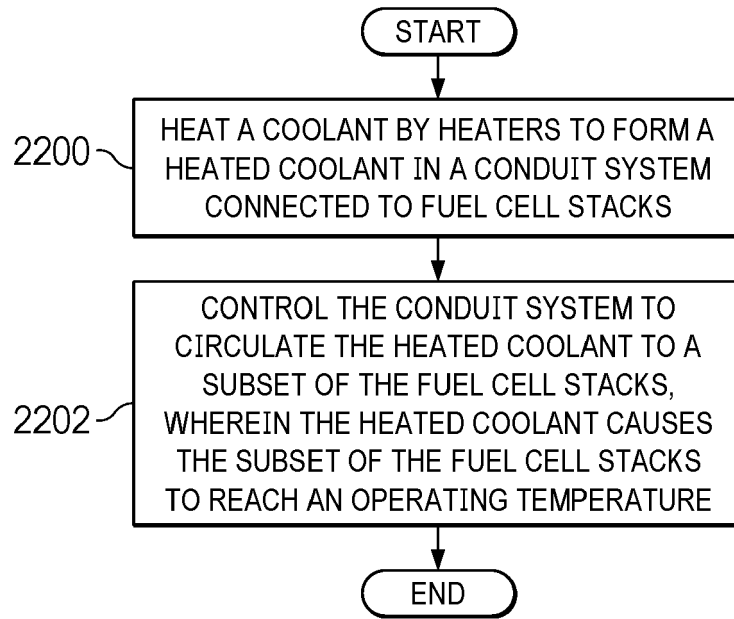 START
2200
HEAT A COOLANT BY HEATERS TO FORM A
HEATED COOLANT IN A CONDUIT SYSTEM
CONNECTED TO FUEL CELL STACKS
2202
CONTROL THE CONDUIT SYSTEM TO
CIRCULATE THE HEATED COOLANT TO A
SUBSET OF THE FUEL CELL STACKS,
WHEREIN THE HEATED COOLANT CAUSES
THE SUBSET OF THE FUEL CELL STACKS
TO REACH AN OPERATING TEMPERATURE
END